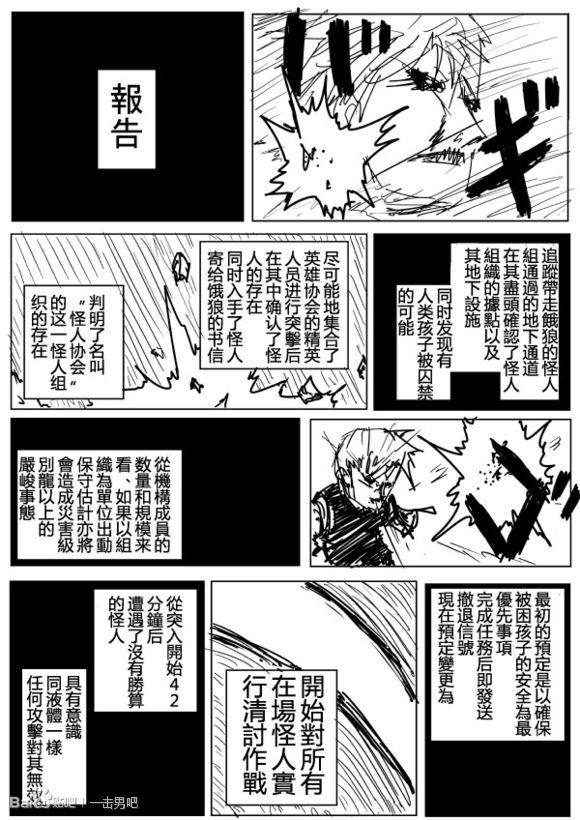 報告
追蹤帶走餓狼的怪人
組通過的地下通道
在其盡頭確認了怪人
組織的據點以及
其地下設施
同时发现有
人类孩子被囚禁
的可能
尽可能地集合了
英雄协会的精英
人员进行突擊后
在其中确认了怪
人的存在
同时入手了怪人
寄给饿狼的书信
判明了名叫
"怪人协会"
的这一怪人组
织的存在
從機構成員的
数量和規模来
看、如果以組
織為單位出動
保守估計亦將
會造成災害級
別龍以上的
嚴峻事態
最初的預定是以確保
被困孩子的安全為最
優先事項
完成任務后即發送
撤退信號
現在預定變更為
開始對所有
在場怪人實
行清討作戰
從突入開始42
分鐘后
遭遇了沒有勝算
的怪人
具有意識
同液體一樣
任何攻擊對其無效
Baidu贴吧 一击男吧